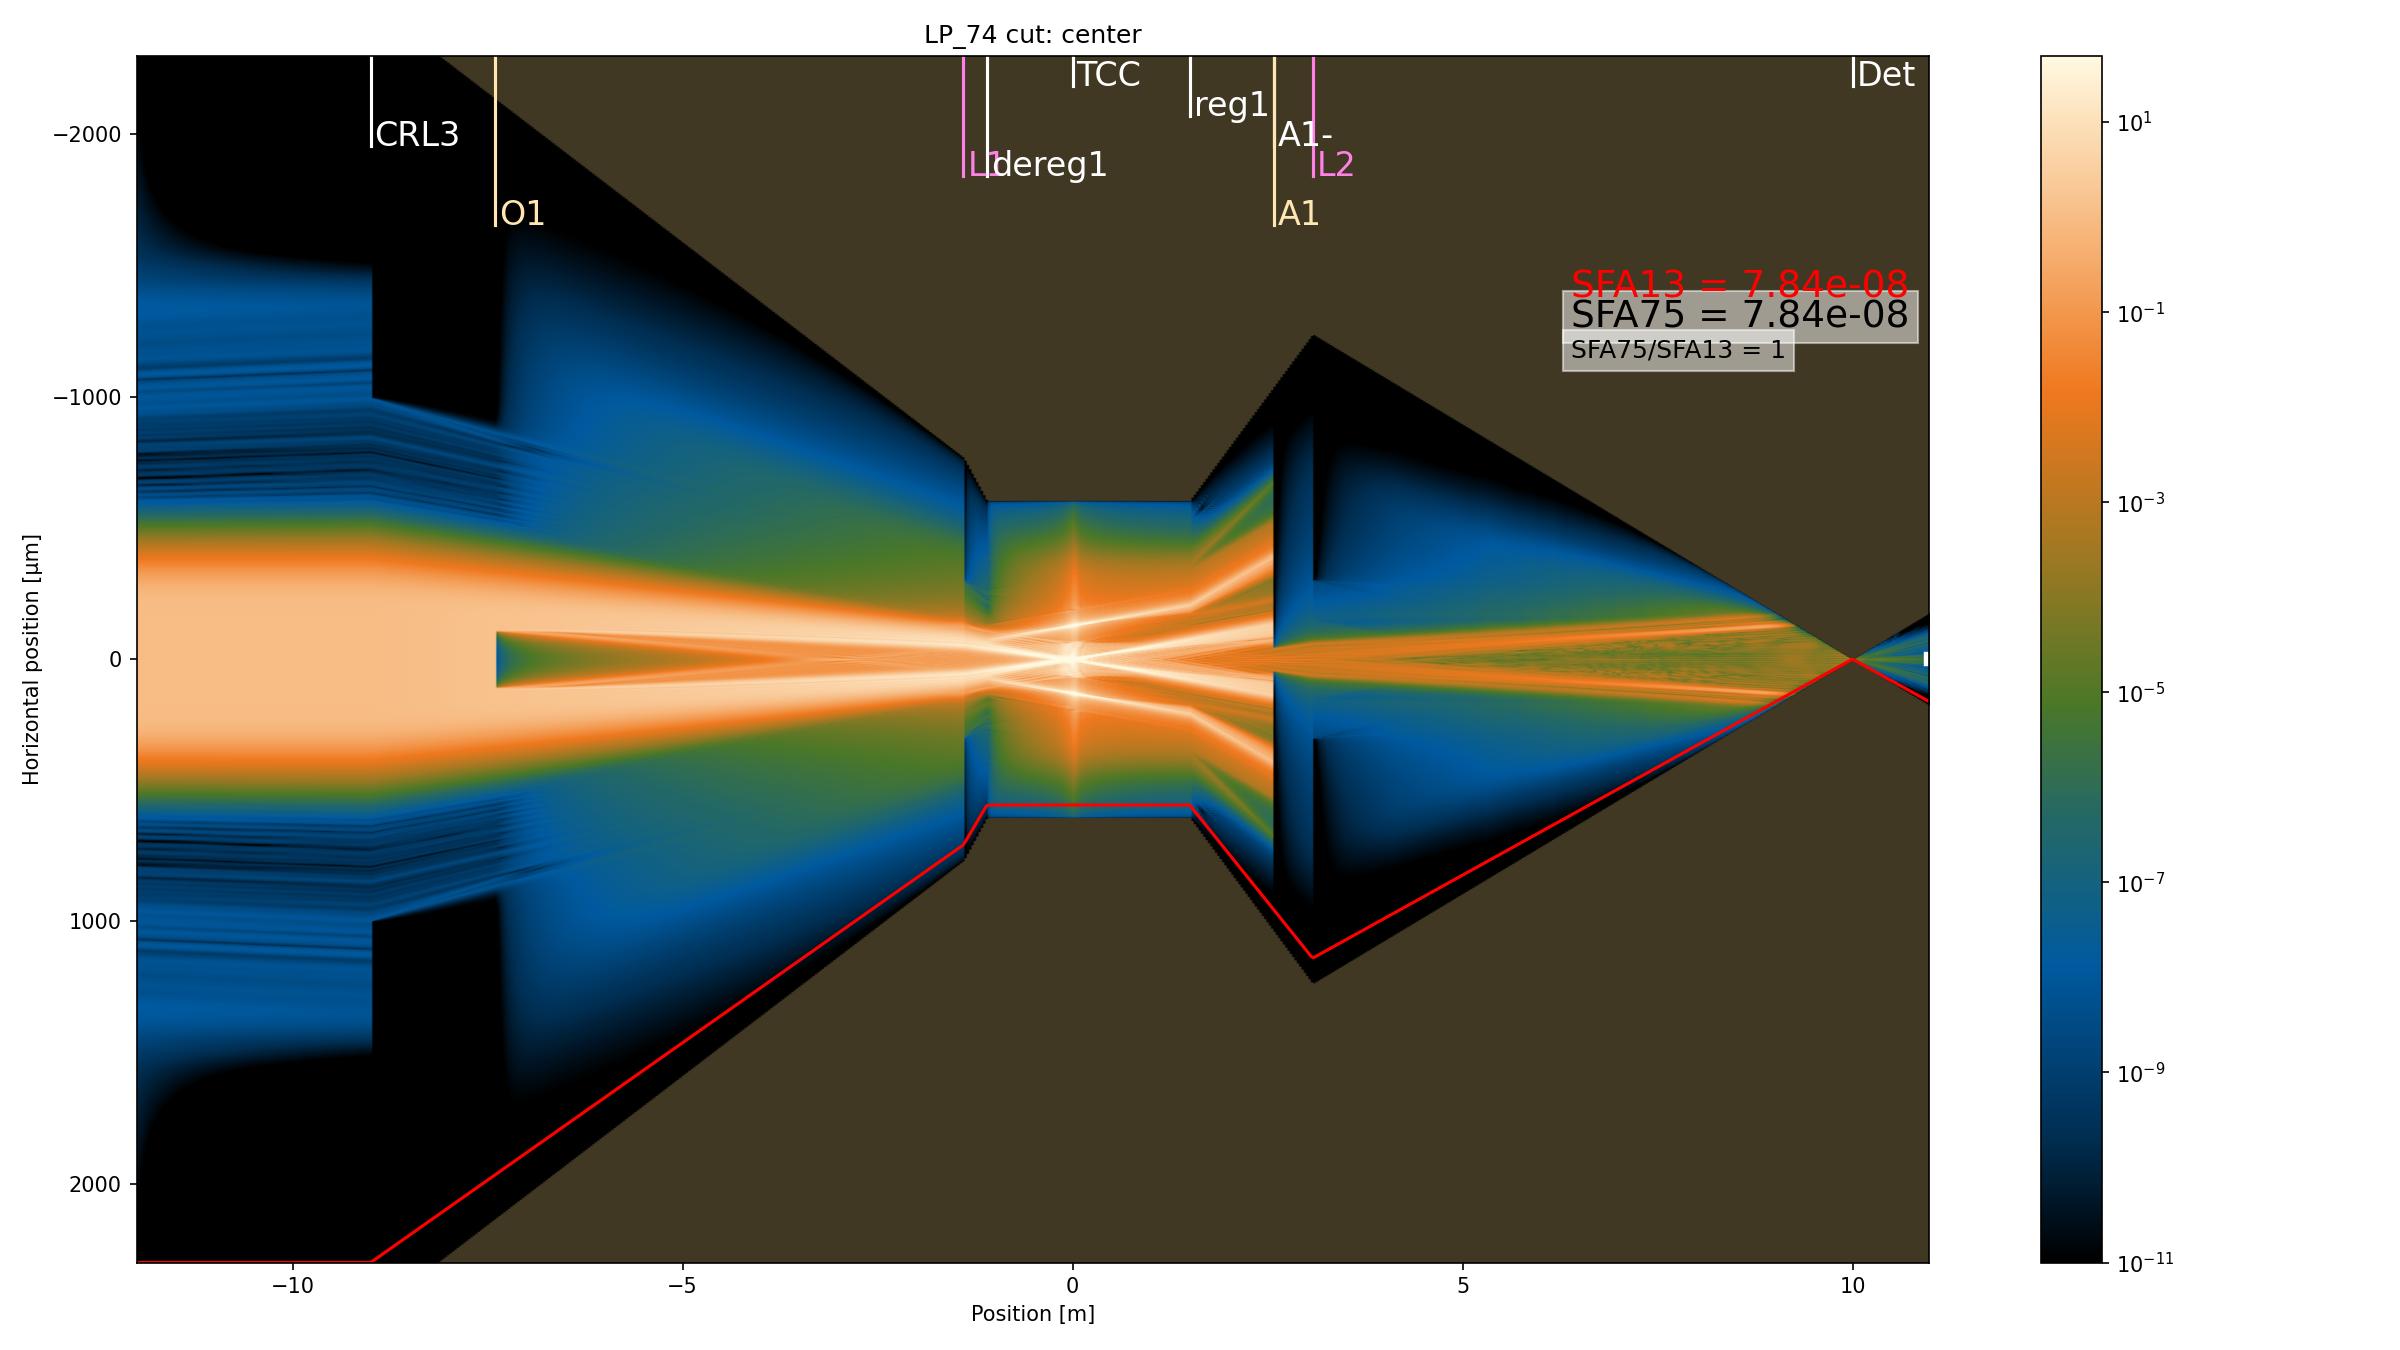 LP_74 cut: center
TCC
Det
reg1
CRL3
A1-
L1
dereg1
L2
O1
A1
SFA13 = 7.84e-08
SFA75 = 7.84e-08
SFA75/SFA13 = 1
−2000
−1000
0
1000
2000
Horizontal position [µm]
−10
−5
0
5
10
Position [m]
10¹
10⁻¹
10⁻³
10⁻⁵
10⁻⁷
10⁻⁹
10⁻¹¹